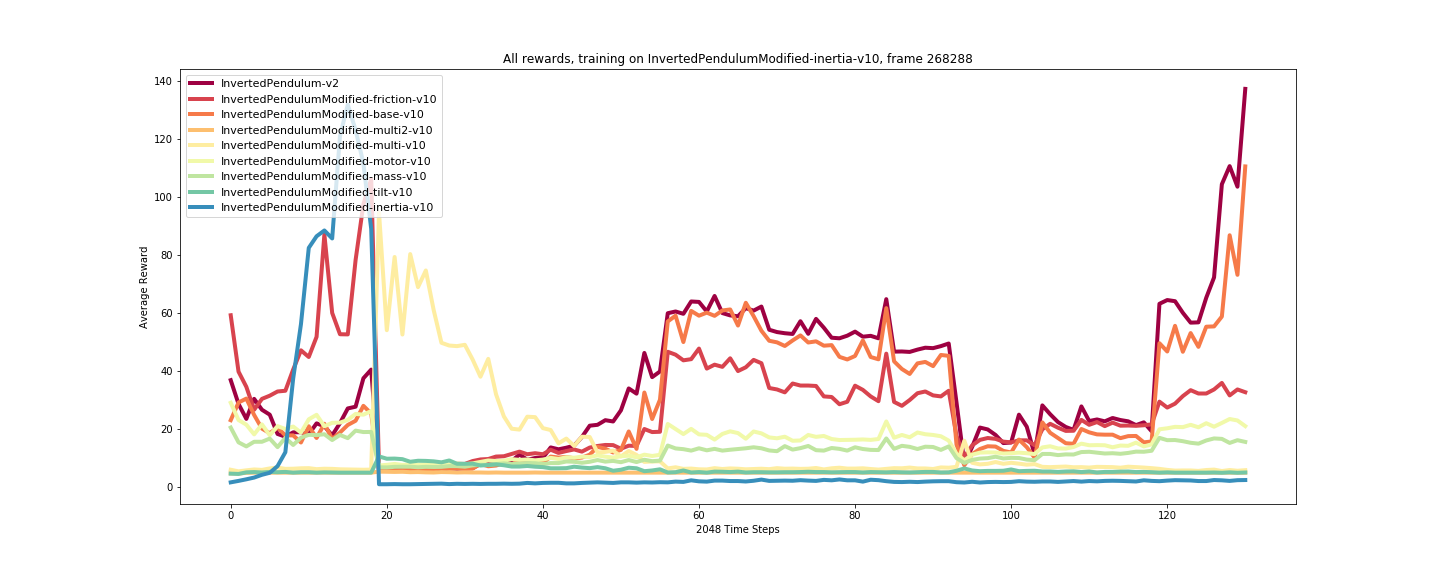 All rewards, training on InvertedPendulumModified-inertia-v10, frame 268288
InvertedPendulum-v2
InvertedPendulumModified-friction-v10
InvertedPendulumModified-base-v10
InvertedPendulumModified-multi2-v10
InvertedPendulumModified-multi-v10
InvertedPendulumModified-motor-v10
InvertedPendulumModified-mass-v10
InvertedPendulumModified-tilt-v10
InvertedPendulumModified-inertia-v10
Average Reward
140
120
100
80
60
40
20
0
0 20 40 60 80 100 120
2048 Time Steps